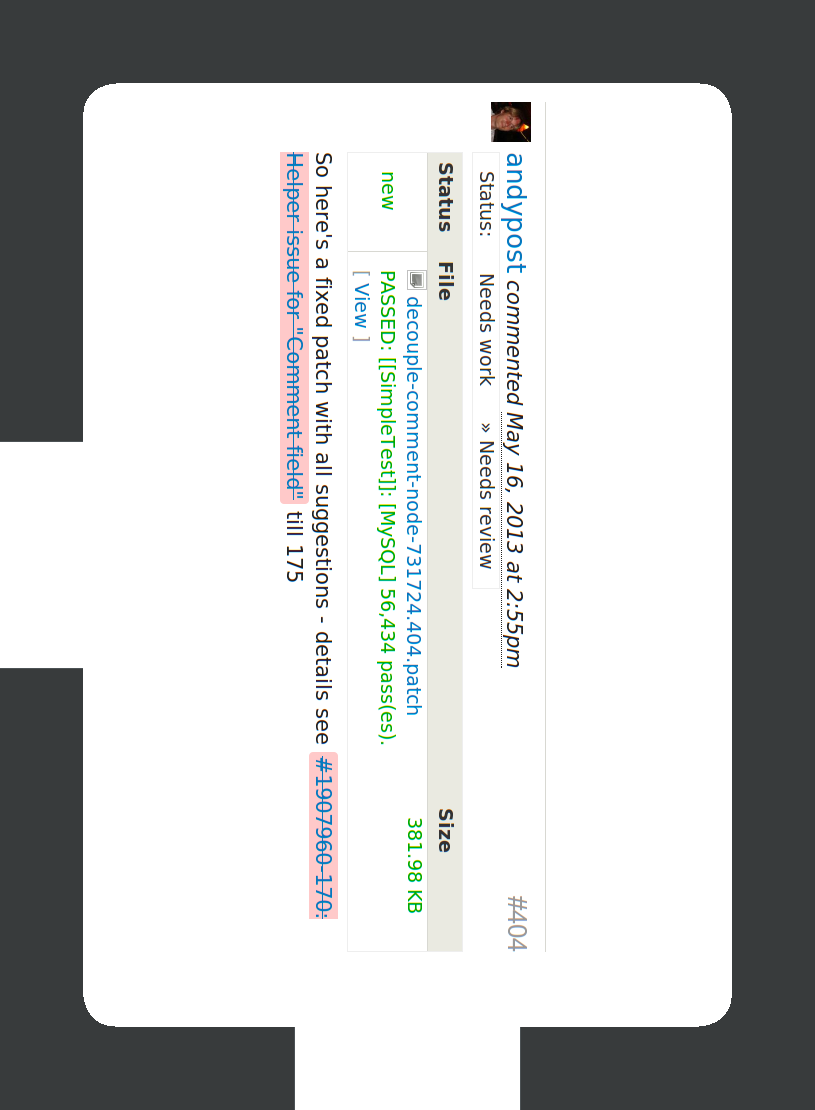 andypost commented May 16, 2013 at 2:55pm #404
Status: Needs work » Needs review
Status File Size
new decouple-comment-node-731724.404.patch 381.98 KB
PASSED: [[SimpleTest]]: [MySQL] 56,434 pass(es).
[ View ]
So here's a fixed patch with all suggestions - details see #1907960-170:
Helper issue for "Comment field" till 175